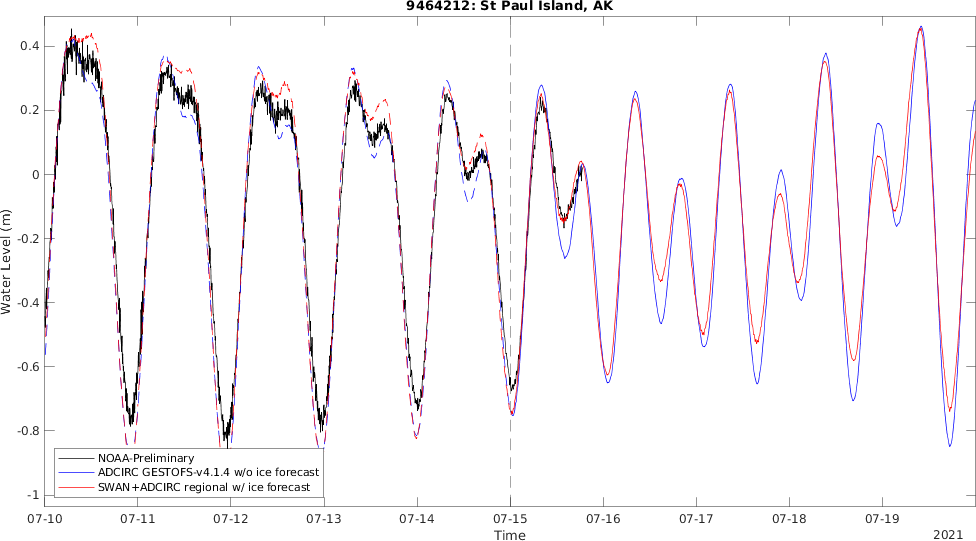 9464212: St Paul Island, AK
0.4
0.2
0
-0.2
-0.4
-0.6
-0.8
-1
Water Level (m)
NOAA-Preliminary
ADCIRC GESTOFS-v4.1.4 w/o ice forecast
SWAN+ADCIRC regional w/ ice forecast
07-10 07-11 07-12 07-13 07-14 07-15 07-16 07-17 07-18 07-19
Time
2021